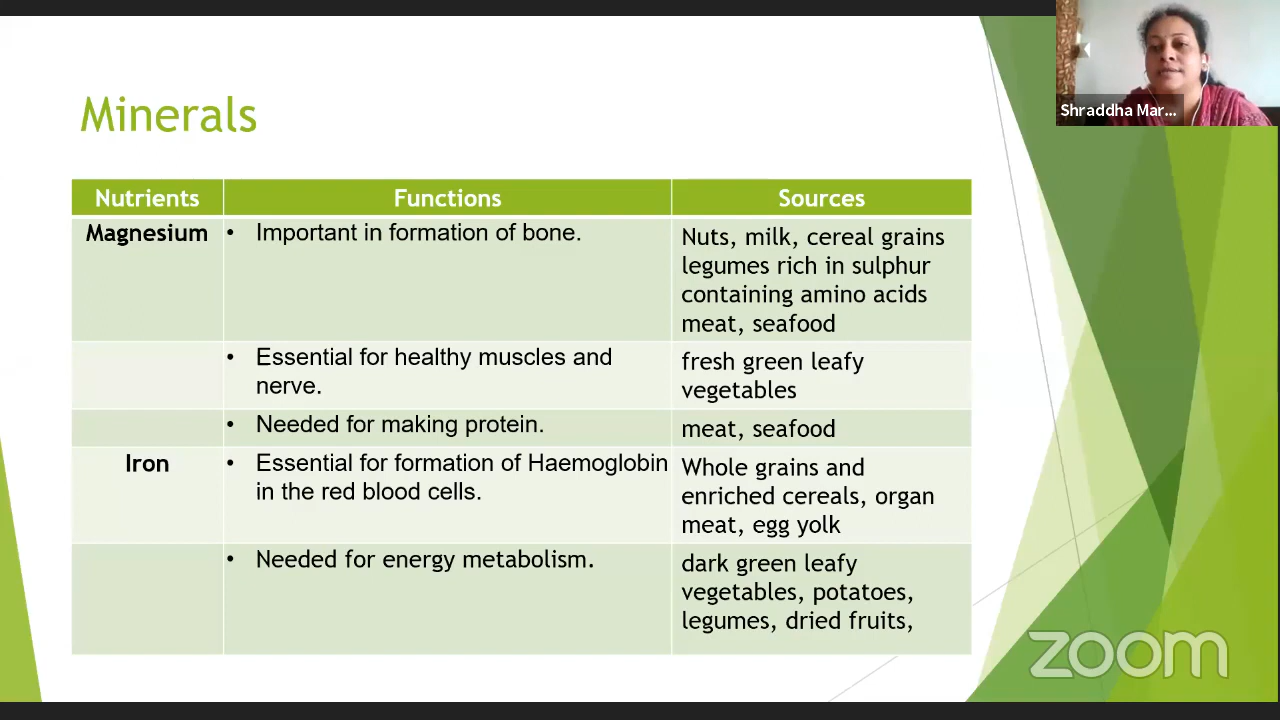 Minerals
Shraddha Mar...
Nutrients Functions Sources
Magnesium • Important in formation of bone. Nuts, milk, cereal grains
legumes rich in sulphur
containing amino acids
meat, seafood
• Essential for healthy muscles and fresh green leafy
nerve. vegetables
• Needed for making protein. meat, seafood
Iron • Essential for formation of Haemoglobin Whole grains and
in the red blood cells. enriched cereals, organ
meat, egg yolk
• Needed for energy metabolism. dark green leafy
vegetables, potatoes,
legumes, dried fruits,
zoom